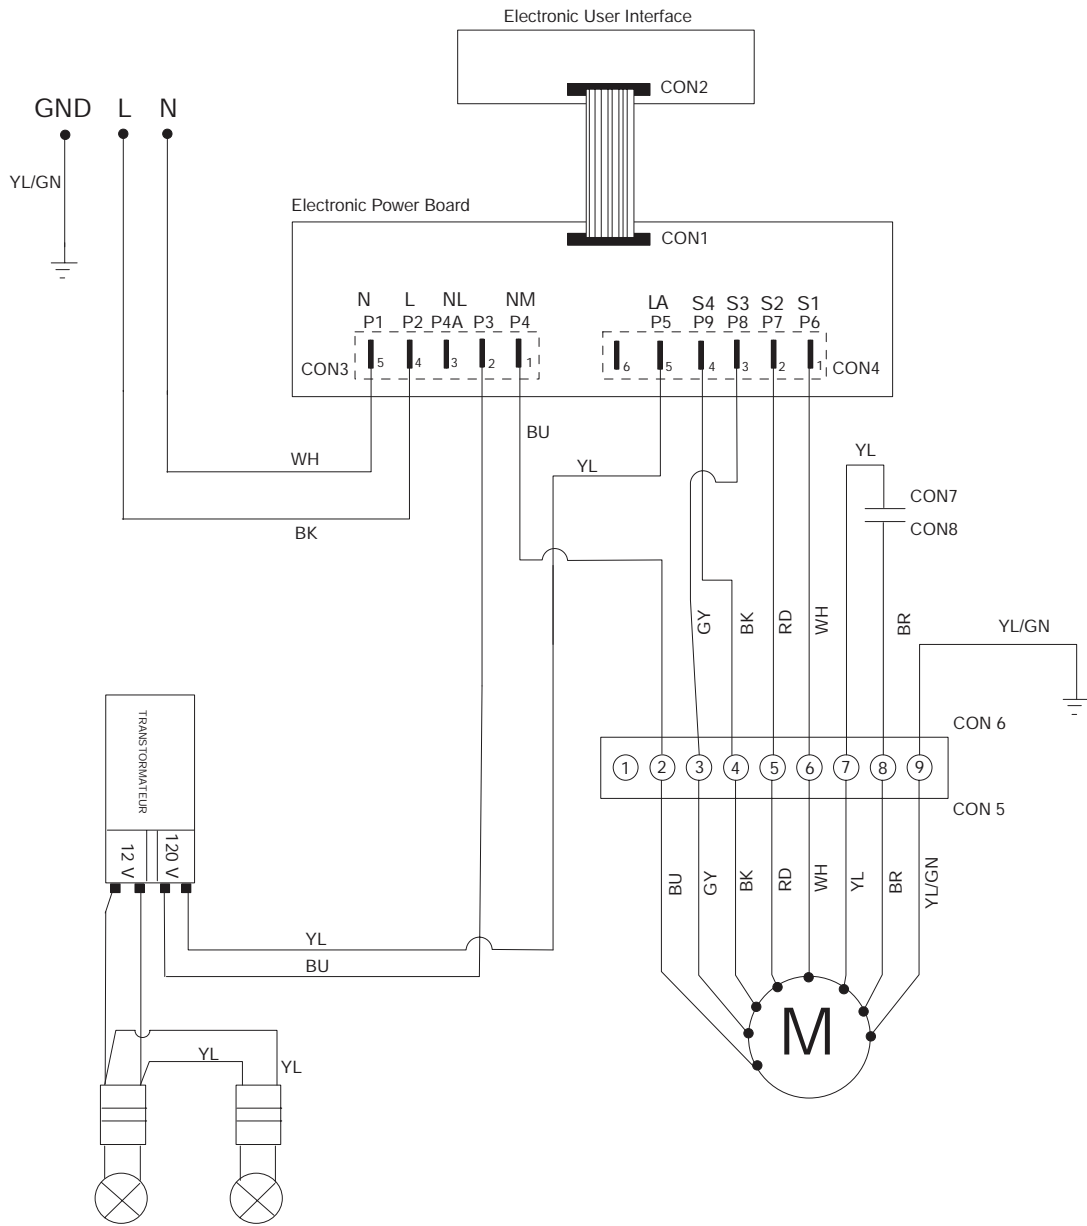 Electronic User Interface
CON2
GND L N
YL/GN
Electronic Power Board
CON1
N L NL NM
P1 P2 P4A P3 P4
LA S4 S3 S2 S1
P5 P9 P8 P7 P6
CON3
5 4 3 2 1
6 5 4 3 2 1
CON4
BU
WH
YL
YL
BK
CON7
CON8
GY
BK
RD
WH
BR
YL/GN
TRANSTORMATEUR
12 V
120 V
CON 6
1 2 3 4 5 6 7 8 9
CON 5
BU
GY
BK
RD
WH
YL
BR
YL/GN
YL
BU
M
YL
YL